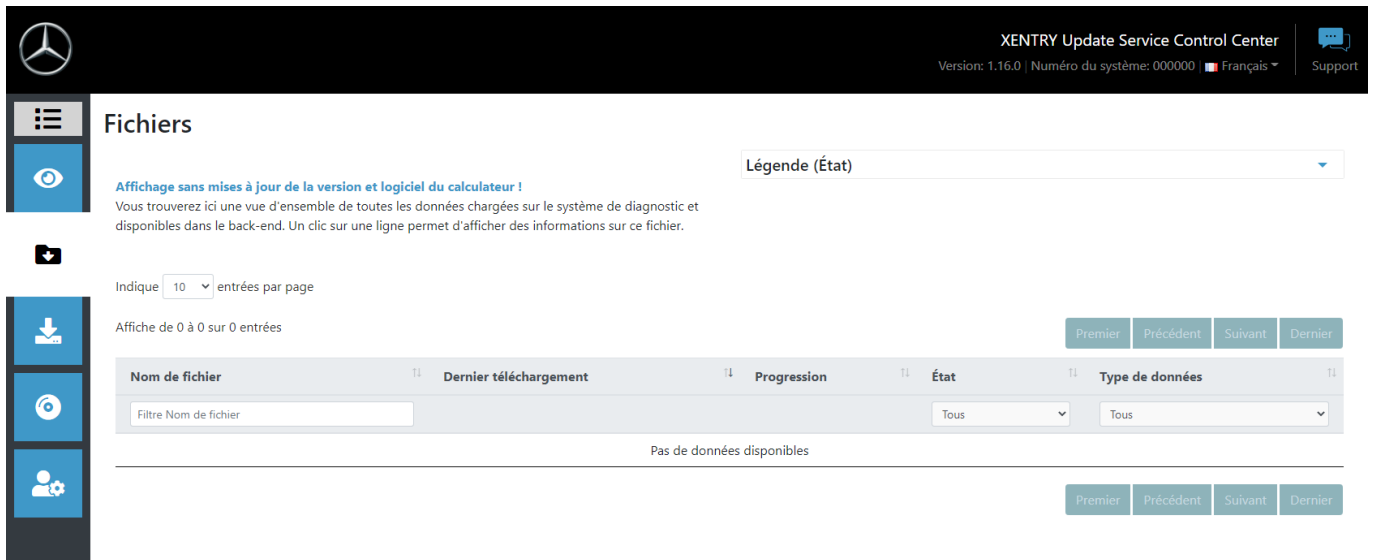 XENTRY Update Service Control Center
Version: 1.16.0 | Numéro du système: 000000 | Français
Support
Fichiers
Légende (État)
Affichage sans mises à jour de la version et logiciel du calculateur !
Vous trouverez ici une vue d'ensemble de toutes les données chargées sur le système de diagnostic et
disponibles dans le back-end. Un clic sur une ligne permet d'afficher des informations sur ce fichier.
Indique 10 entrées par page
Affiche de 0 à 0 sur 0 entrées
Premier Précédent Suivant Dernier
Nom de fichier Dernier téléchargement Progression État Type de données
Filtre Nom de fichier Tous Tous
Pas de données disponibles
Premier Précédent Suivant Dernier